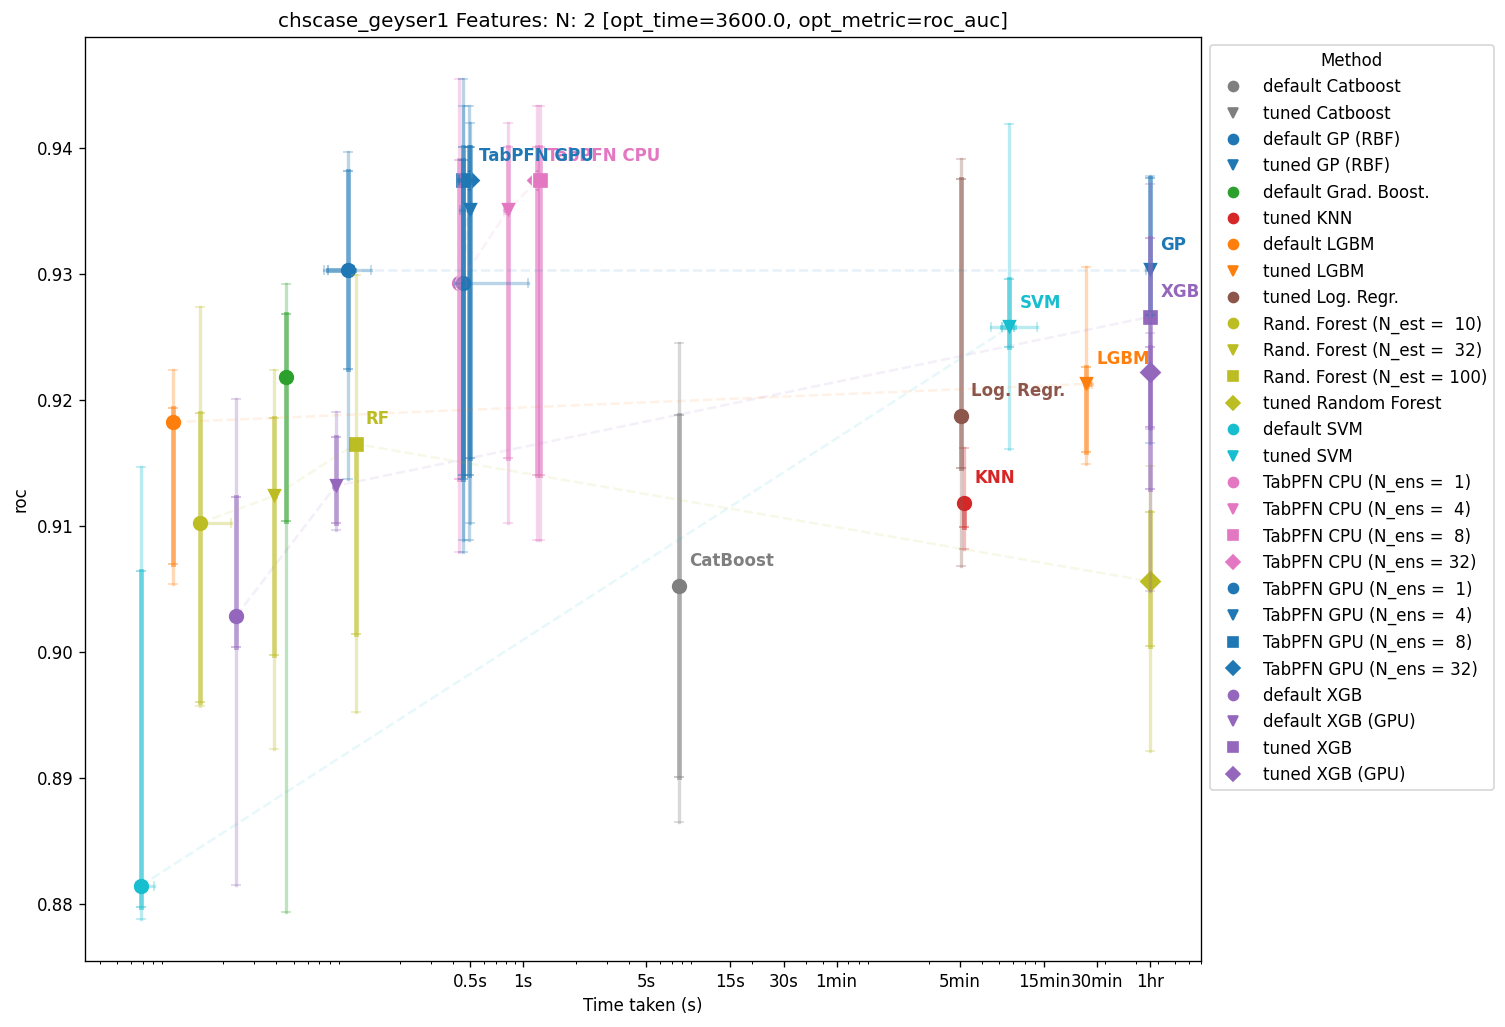 chscase_geyser1 Features: N: 2 [opt_time=3600.0, opt_metric=roc_auc]
roc
0.94
0.93
0.92
0.91
0.90
0.89
0.88
TabPFN GPU
TabPFN CPU
GP
XGB
SVM
LGBM
Log. Regr.
RF
KNN
CatBoost
0.5s
1s
5s
15s
30s
1min
5min
15min
30min
1hr
Time taken (s)
Method
default Catboost
tuned Catboost
default GP (RBF)
tuned GP (RBF)
default Grad. Boost.
tuned KNN
default LGBM
tuned LGBM
tuned Log. Regr.
Rand. Forest (N_est =  10)
Rand. Forest (N_est =  32)
Rand. Forest (N_est = 100)
tuned Random Forest
default SVM
tuned SVM
TabPFN CPU (N_ens =  1)
TabPFN CPU (N_ens =  4)
TabPFN CPU (N_ens =  8)
TabPFN CPU (N_ens = 32)
TabPFN GPU (N_ens =  1)
TabPFN GPU (N_ens =  4)
TabPFN GPU (N_ens =  8)
TabPFN GPU (N_ens = 32)
default XGB
default XGB (GPU)
tuned XGB
tuned XGB (GPU)